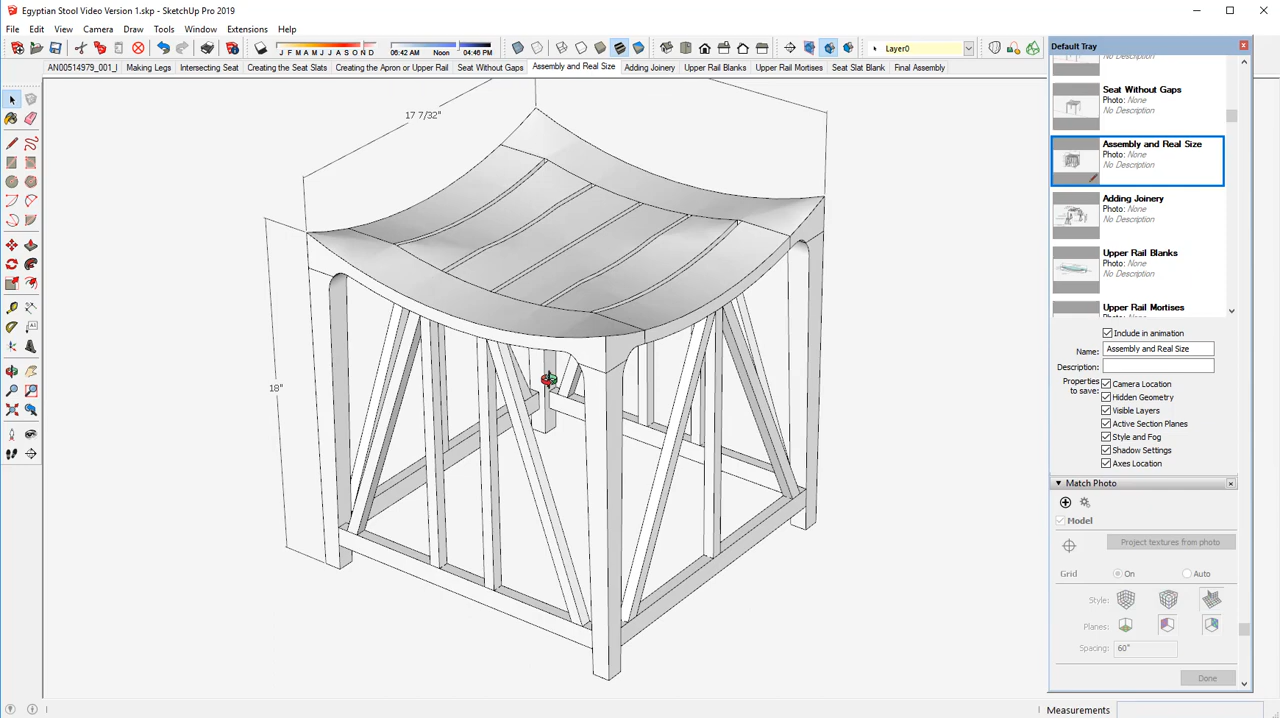 Egyptian Stool Video Version 1.skp - SketchUp Pro 2019
File Edit View Camera Draw Tools Window Extensions Help
J F M A M J J A S O N D 06:42 AM Noon 04:46 PM Layer0
AN00514979_001_l Making Legs Intersecting Seat Creating the Seat Slats Creating the Apron or Upper Rail Seat Without Gaps Assembly and Real Size Adding Joinery Upper Rail Blanks Upper Rail Mortises Seat Slat Blank Final Assembly
17 7/32"
18"
Default Tray
No Description
Seat Without Gaps
Photo: None
No Description
Assembly and Real Size
Photo: None
No Description
Adding Joinery
Photo: None
No Description
Upper Rail Blanks
Photo: None
No Description
Upper Rail Mortises
Include in animation
Name: Assembly and Real Size
Description:
Properties to save:
Camera Location
Hidden Geometry
Visible Layers
Active Section Planes
Style and Fog
Shadow Settings
Axes Location
Match Photo
Model
Project textures from photo
Grid On Auto
Style:
Planes:
Spacing: 60"
Done
Measurements